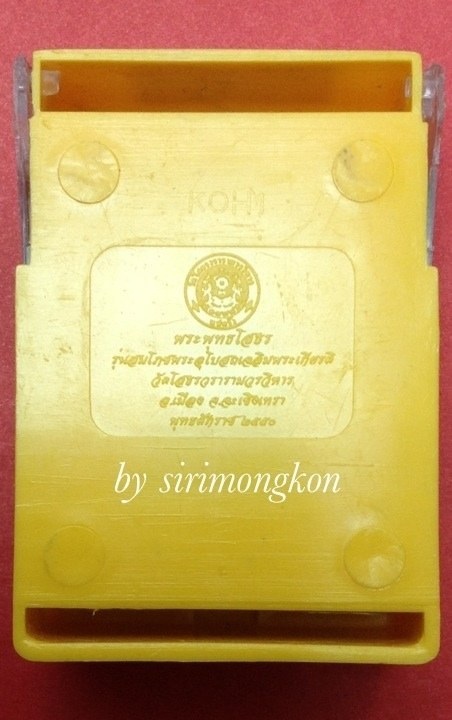 KOH1
พระพุทธโสธร
รุ่นสมโภชพระอุโบสถเฉลิมพระเกียรติ
วัดโสธรวรารามวรวิหาร
อ.เมือง จ.ฉะเชิงเทรา
พุทธศักราช ๒๕๕๐
by sirimongkon